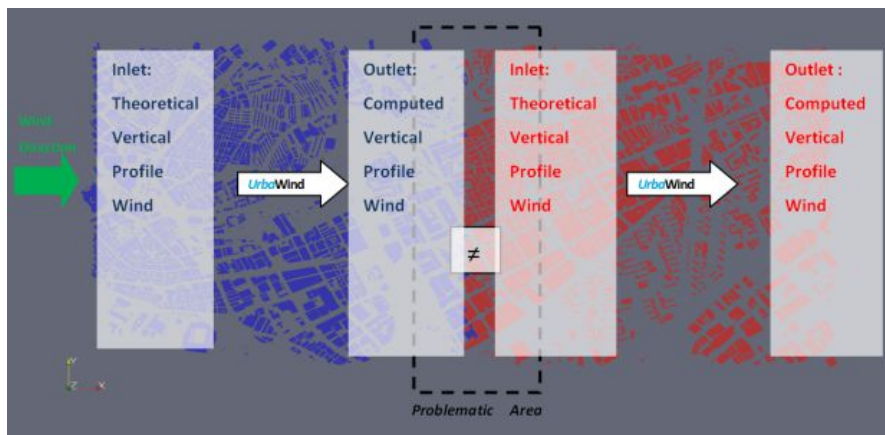 Wind
Direction
Inlet:
Theoretical
Vertical
Profile
Wind
UrbaWind
Outlet:
Computed
Vertical
Profile
Wind
≠
Inlet:
Theoretical
Vertical
Profile
Wind
UrbaWind
Outlet :
Computed
Vertical
Profile
Wind
Y
Z X
Problematic Area